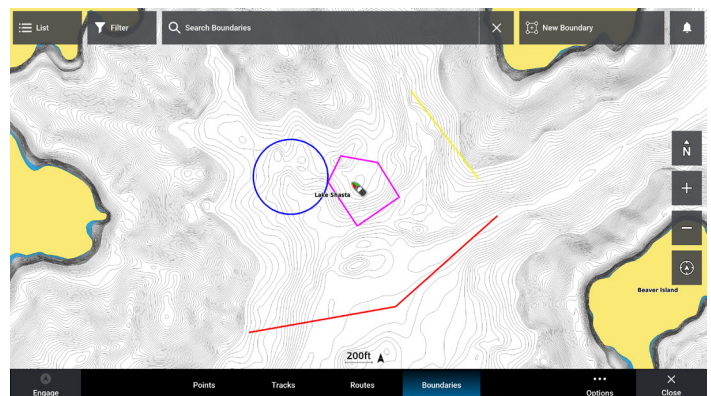 List
Filter
Search Boundaries
New Boundary
N
Lake Shasta
Beaver Island
200ft
Engage
Points
Tracks
Routes
Boundaries
Options
Close